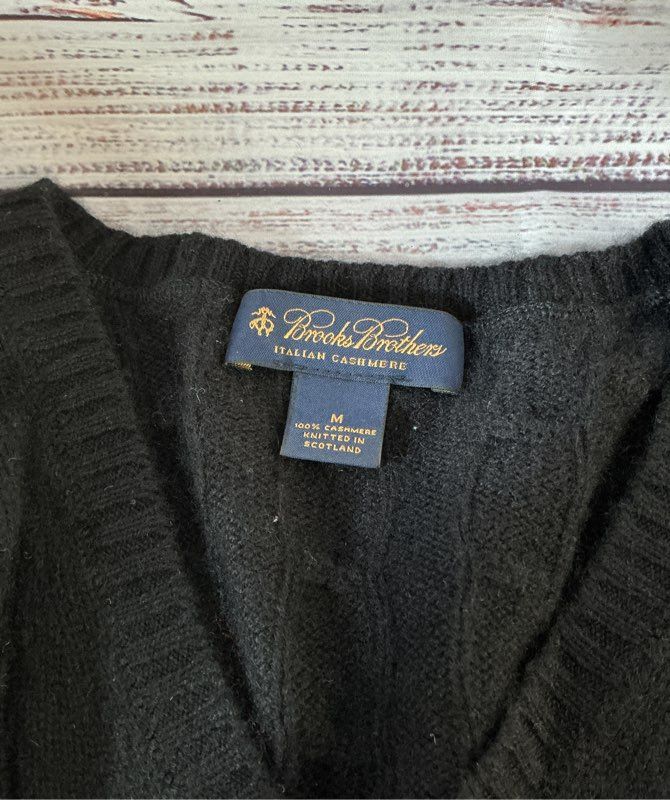 Brooks Brothers
ITALIAN CASHMERE
M
100% CASHMERE
KNITTED IN
SCOTLAND